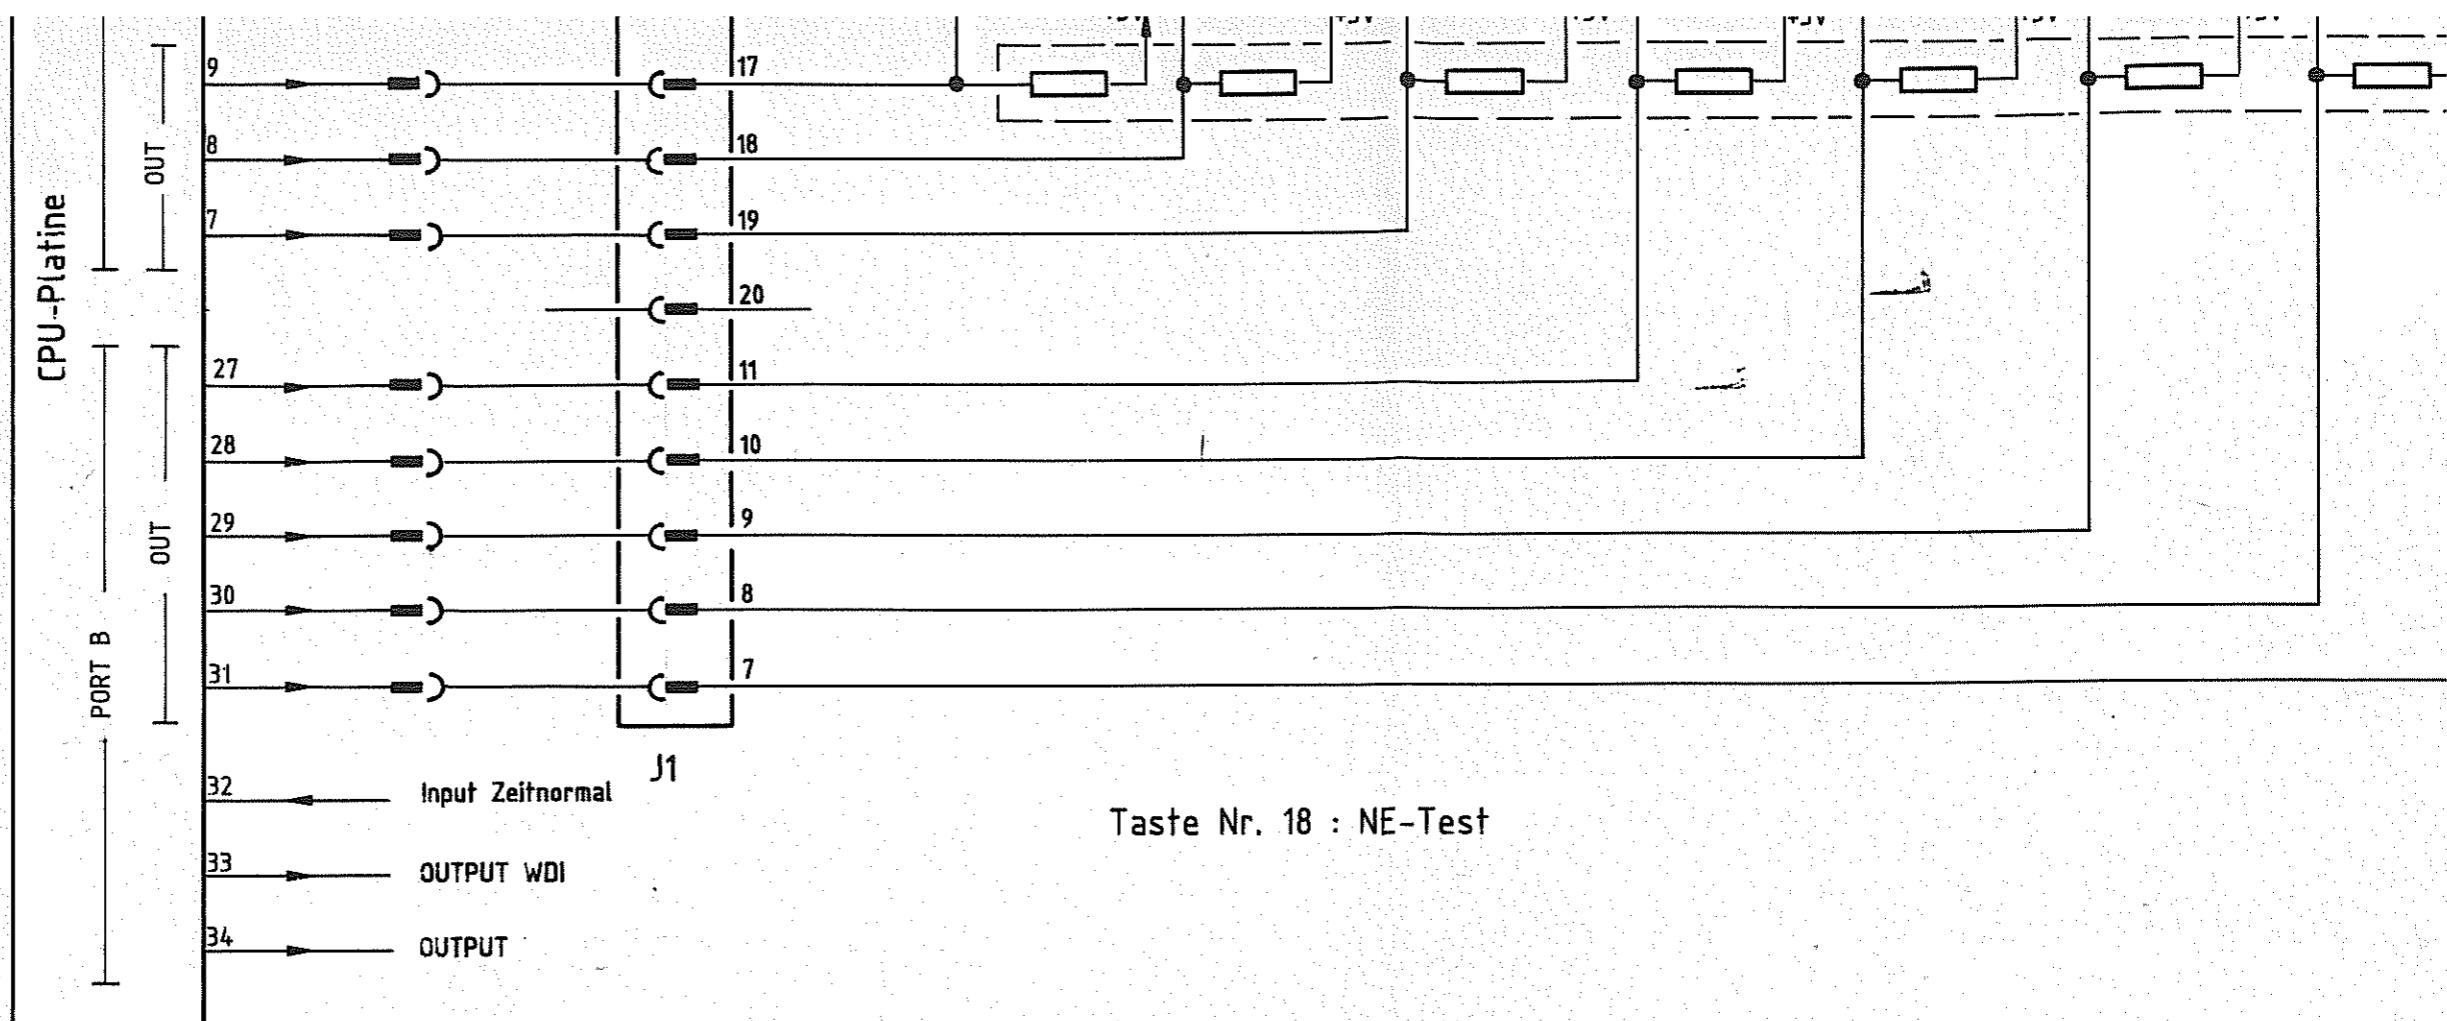 9
17
OUT
8
18
7
19
CPU-Platine
20
27
11
28
10
OUT
29
9
30
8
PORT B
31
7
J1
32
Input Zeitnormal
Taste Nr. 18 : NE-Test
33
OUTPUT WDI
34
OUTPUT